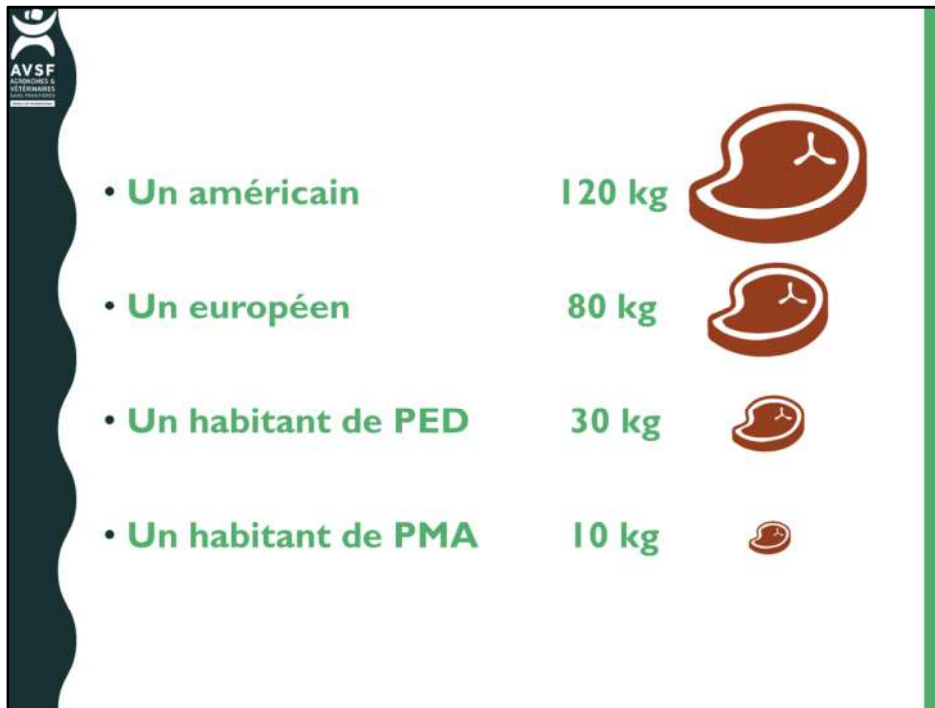 AVSF
AGRONOMES &
VÉTÉRINAIRES
SANS FRONTIÈRES
• Un américain 120 kg
• Un européen 80 kg
• Un habitant de PED 30 kg
• Un habitant de PMA 10 kg